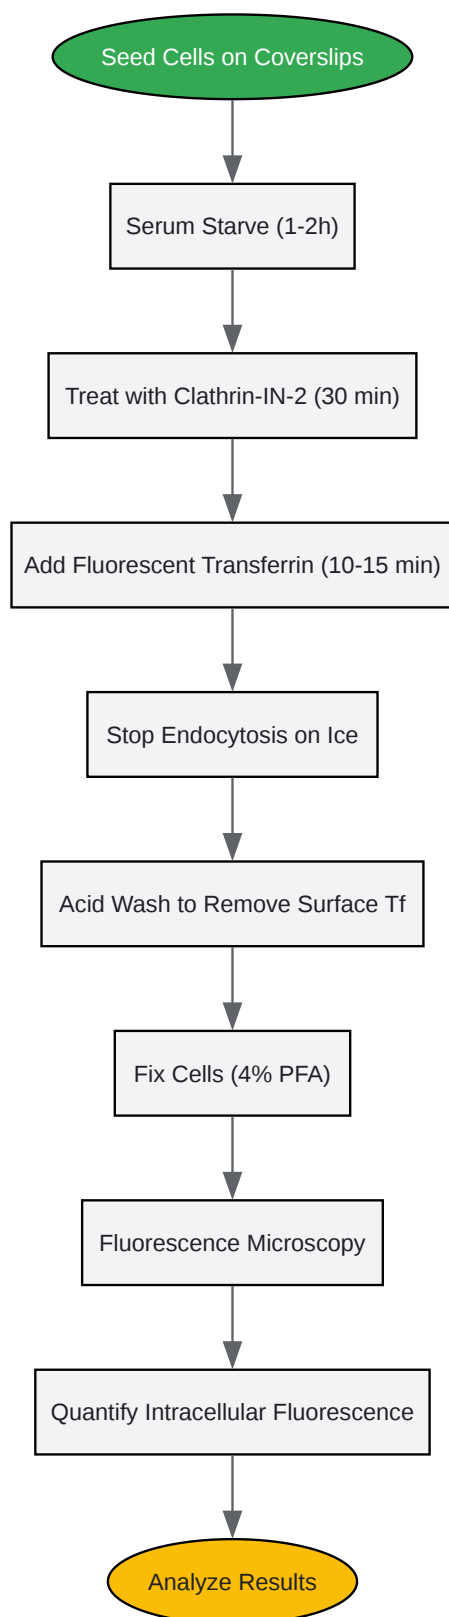 Seed Cells on Coverslips
Serum Starve (1-2h)
Treat with Clathrin-IN-2 (30 min)
Add Fluorescent Transferrin (10-15 min)
Stop Endocytosis on Ice
Acid Wash to Remove Surface Tf
Fix Cells (4% PFA)
Fluorescence Microscopy
Quantify Intracellular Fluorescence
Analyze Results